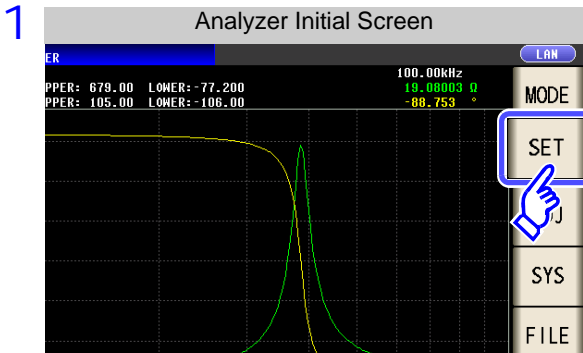 1
Analyzer Initial Screen
ER
LAN
100.00kHz
PPER: 679.00 LOWER:-77.200
19.08003 Ω
PPER: 105.00 LOWER:-106.00
-88.753 °
MODE
SET
SYS
FILE